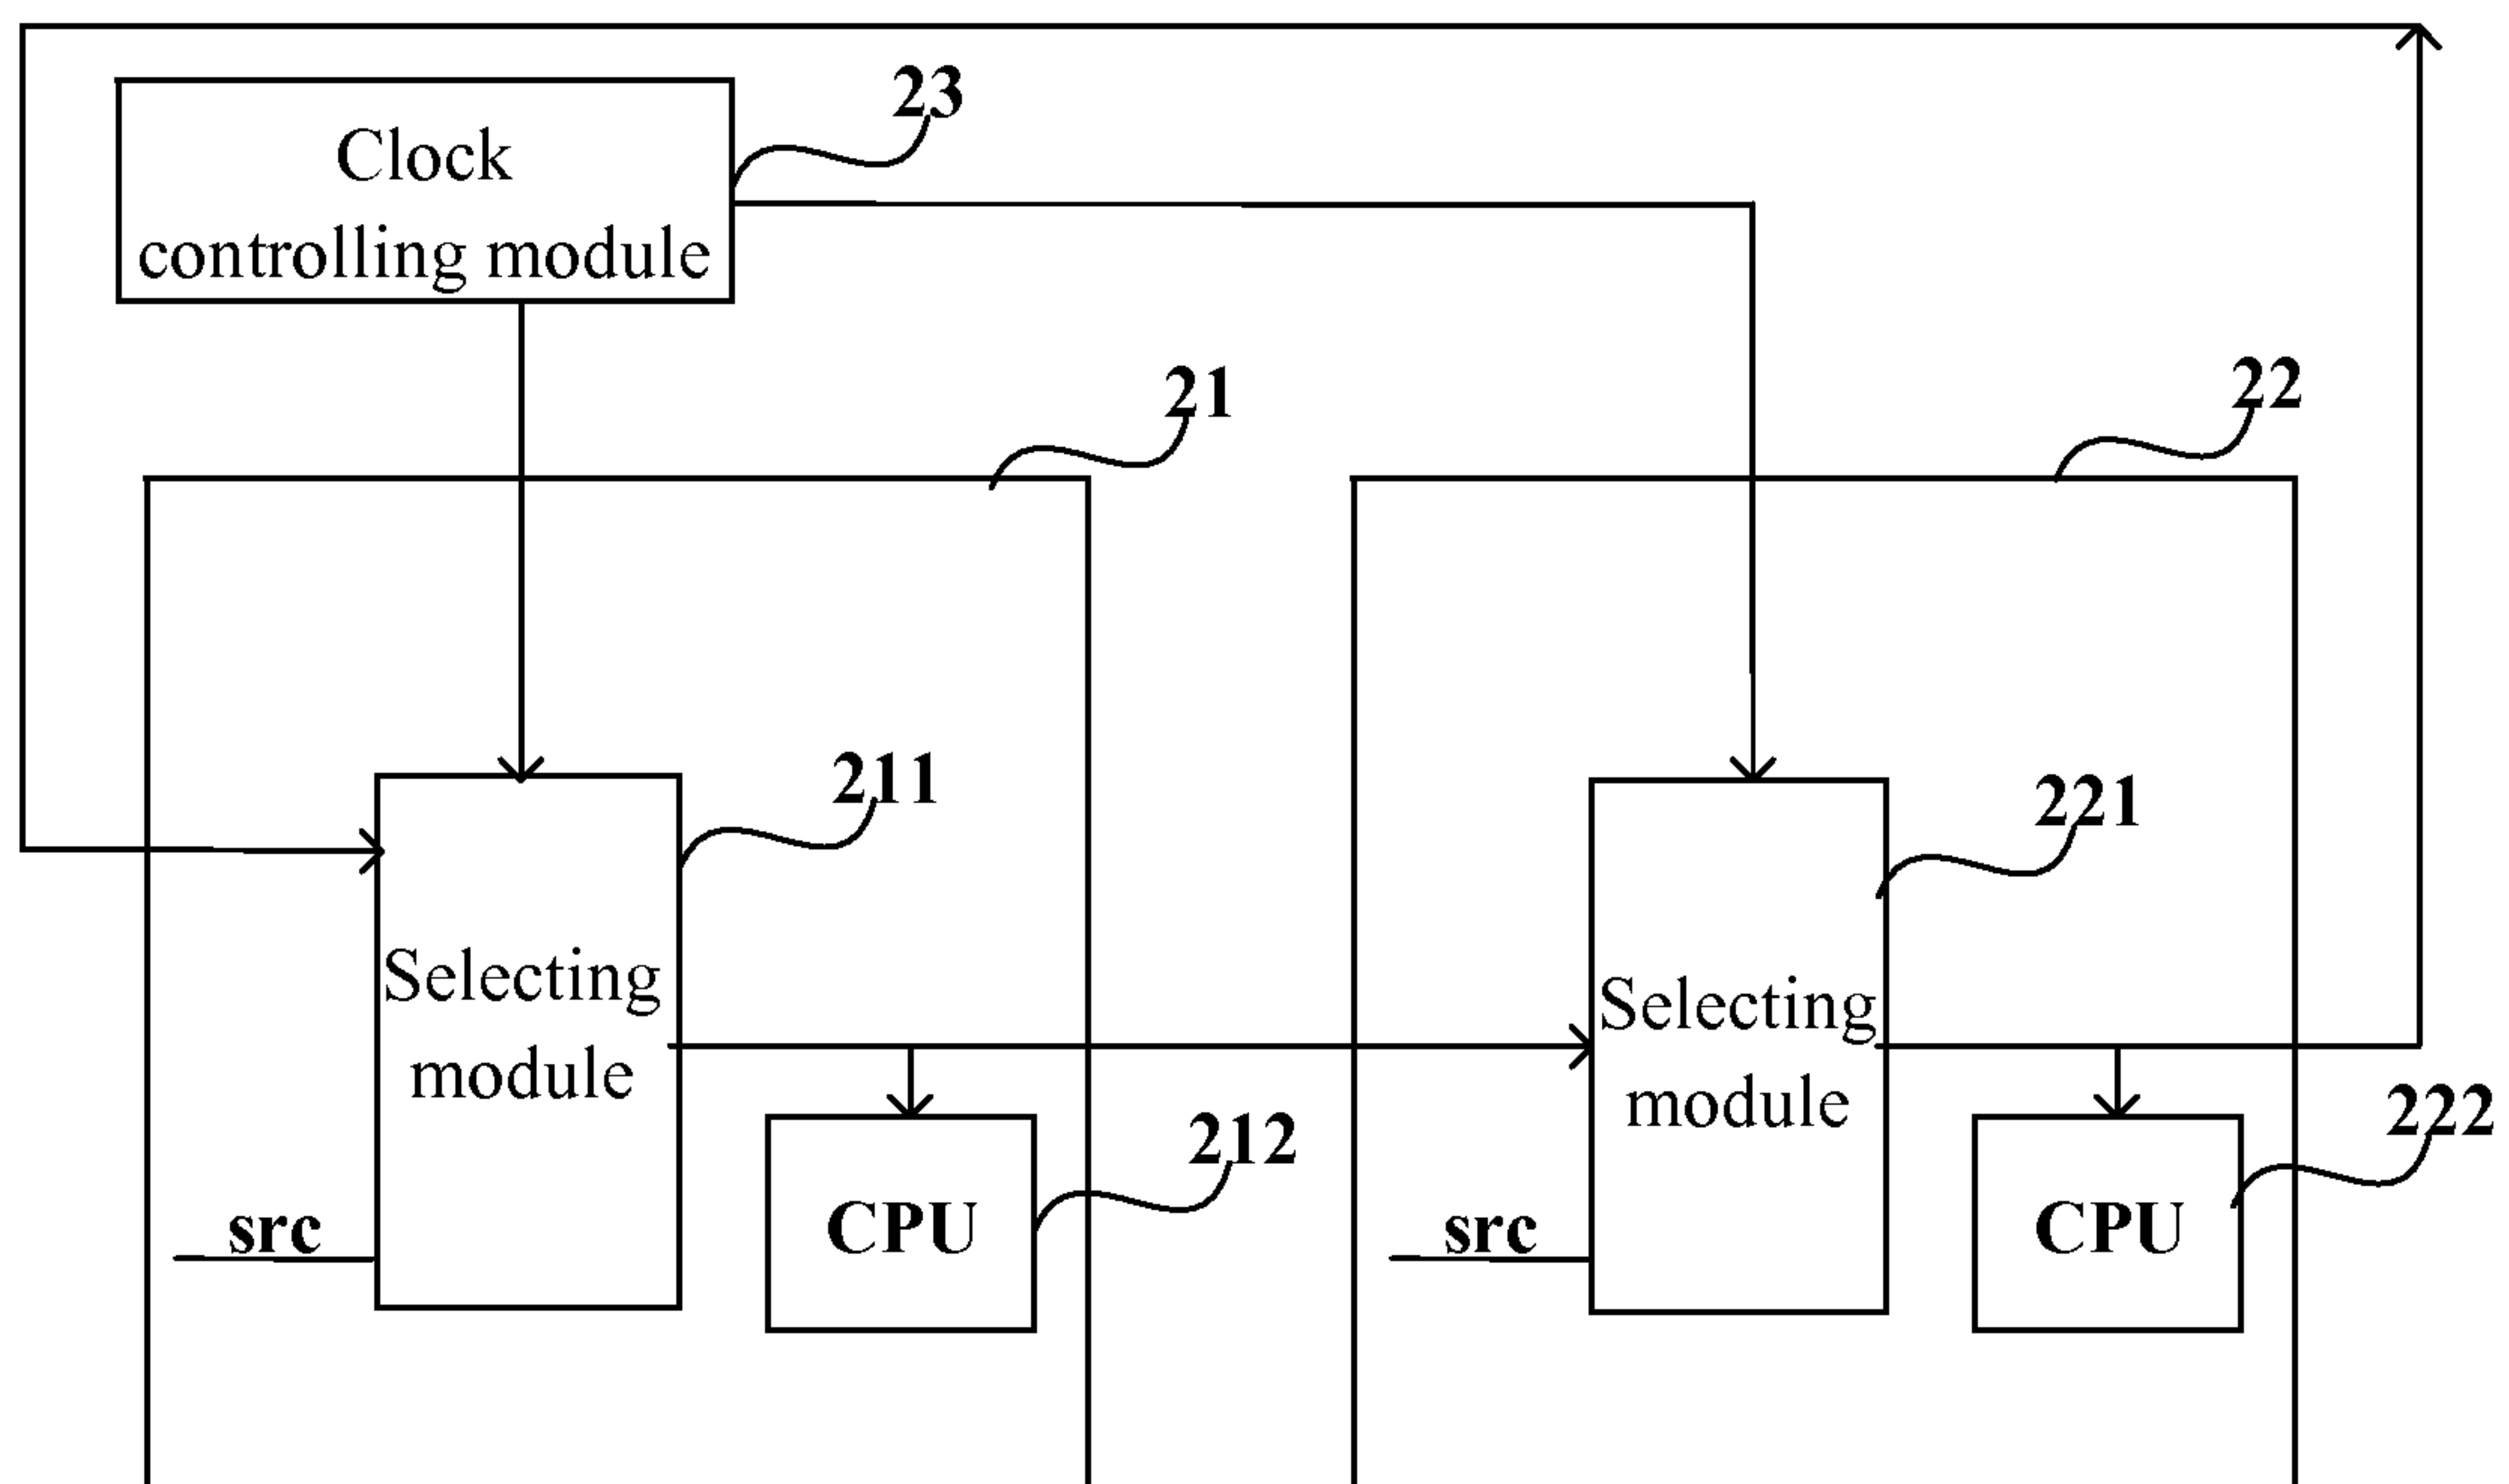 23
Clock
controlling module
21
22
211
221
Selecting
module
Selecting
module
212
222
src
CPU
src
CPU